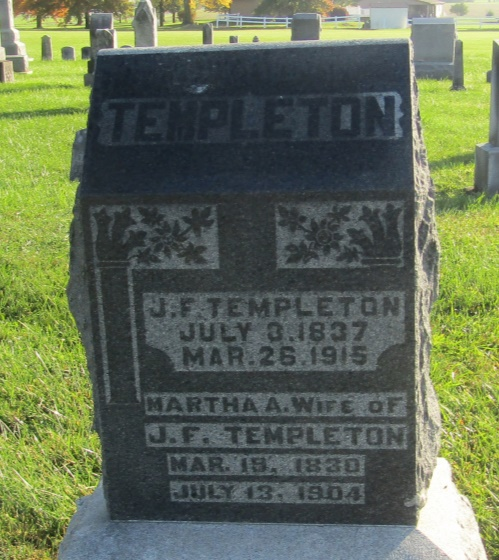 TEMPLETON
J. F. TEMPLETON
JULY 3, 1837
MAR. 26, 1915
MARTHA A. WIFE OF
J. F. TEMPLETON
MAR. 19, 1830
JULY 13, 1904